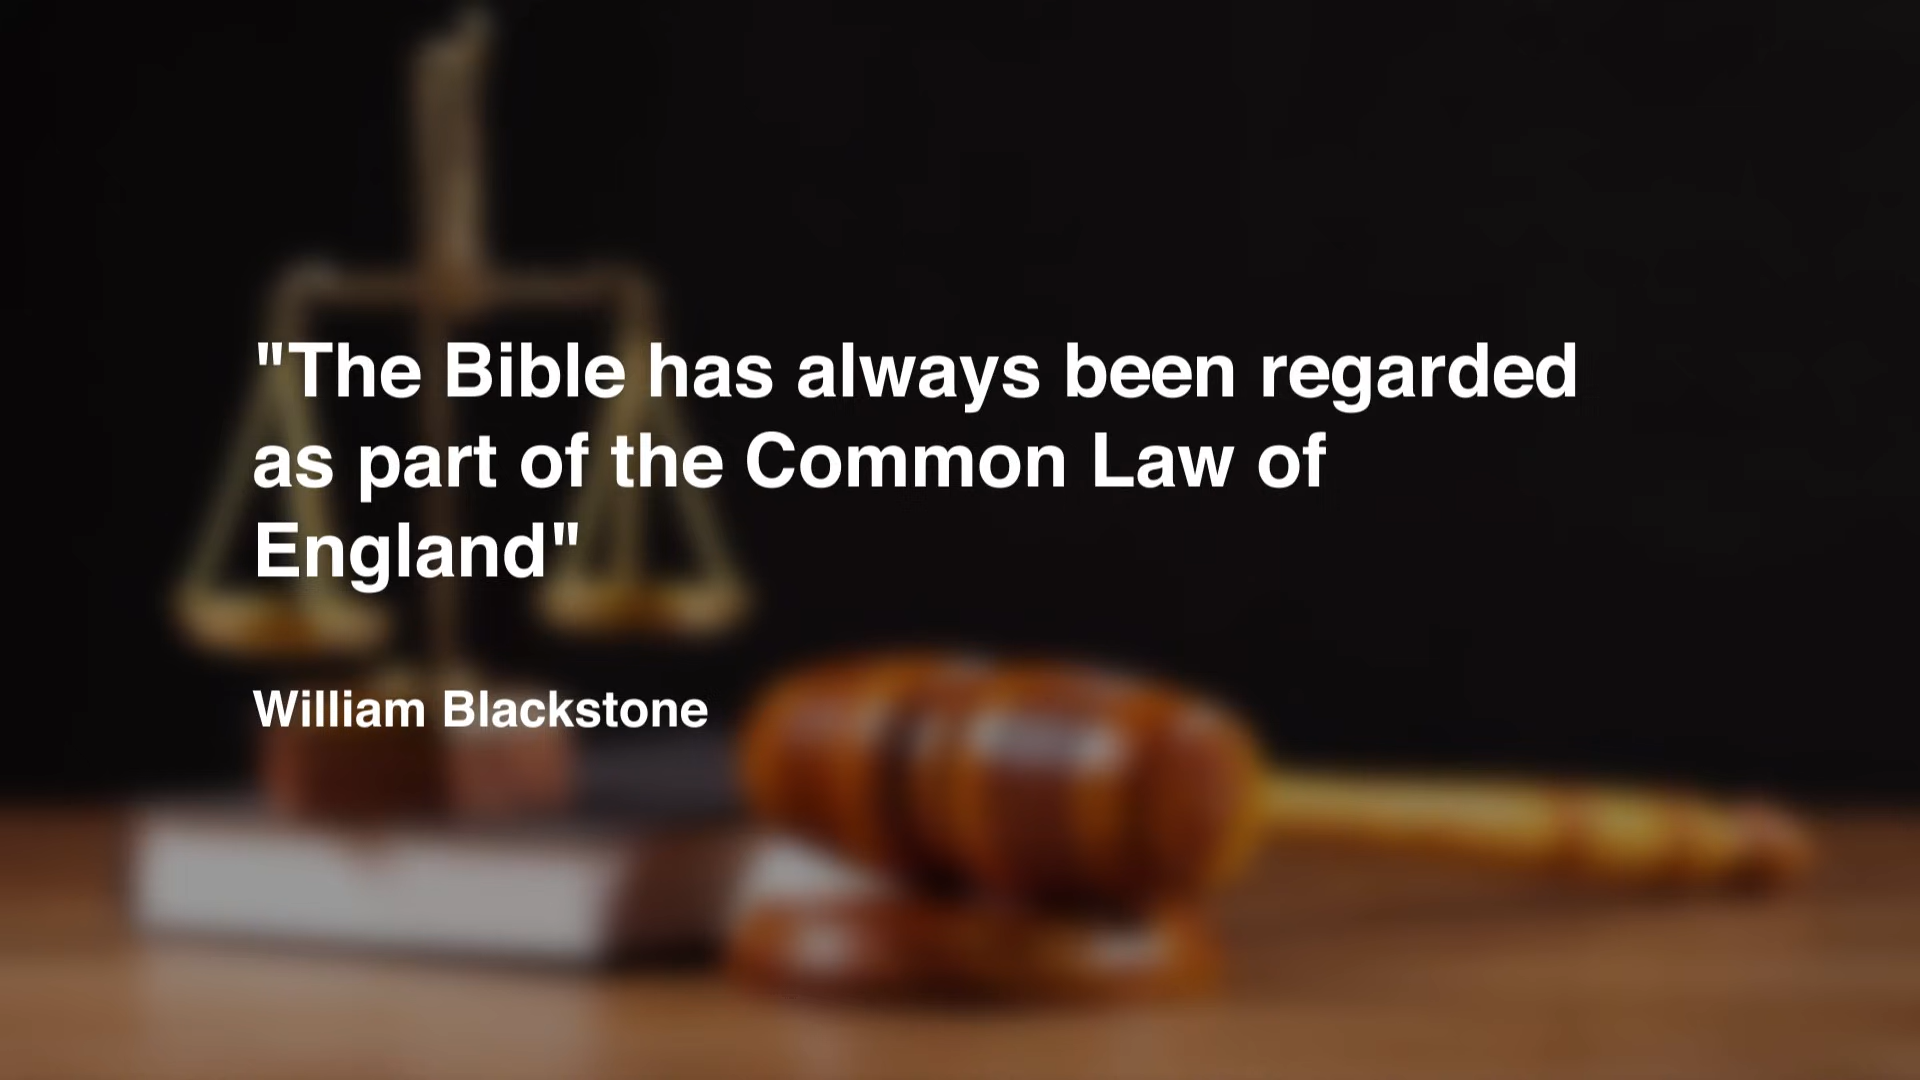 "The Bible has always been regarded
as part of the Common Law of
England"
William Blackstone